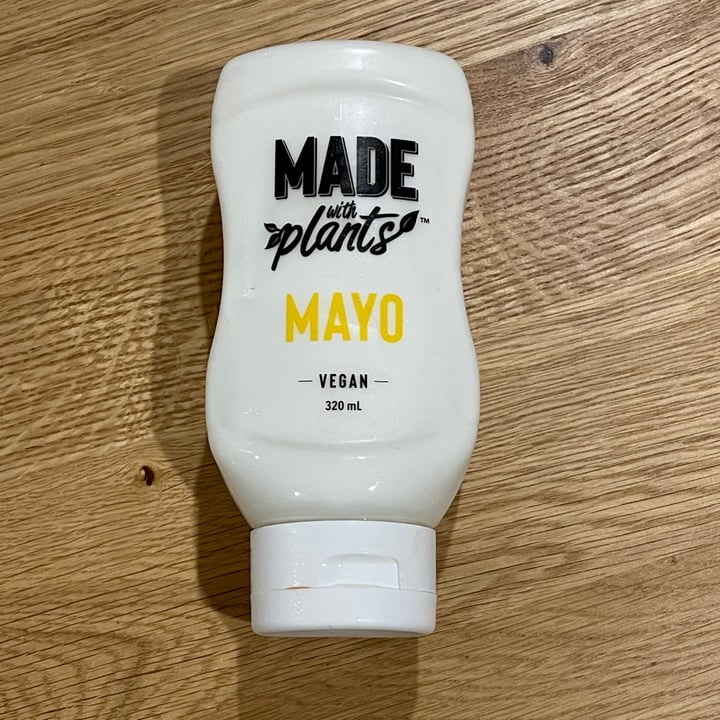 MADE
with
plants™
MAYO
— VEGAN —
320 mL